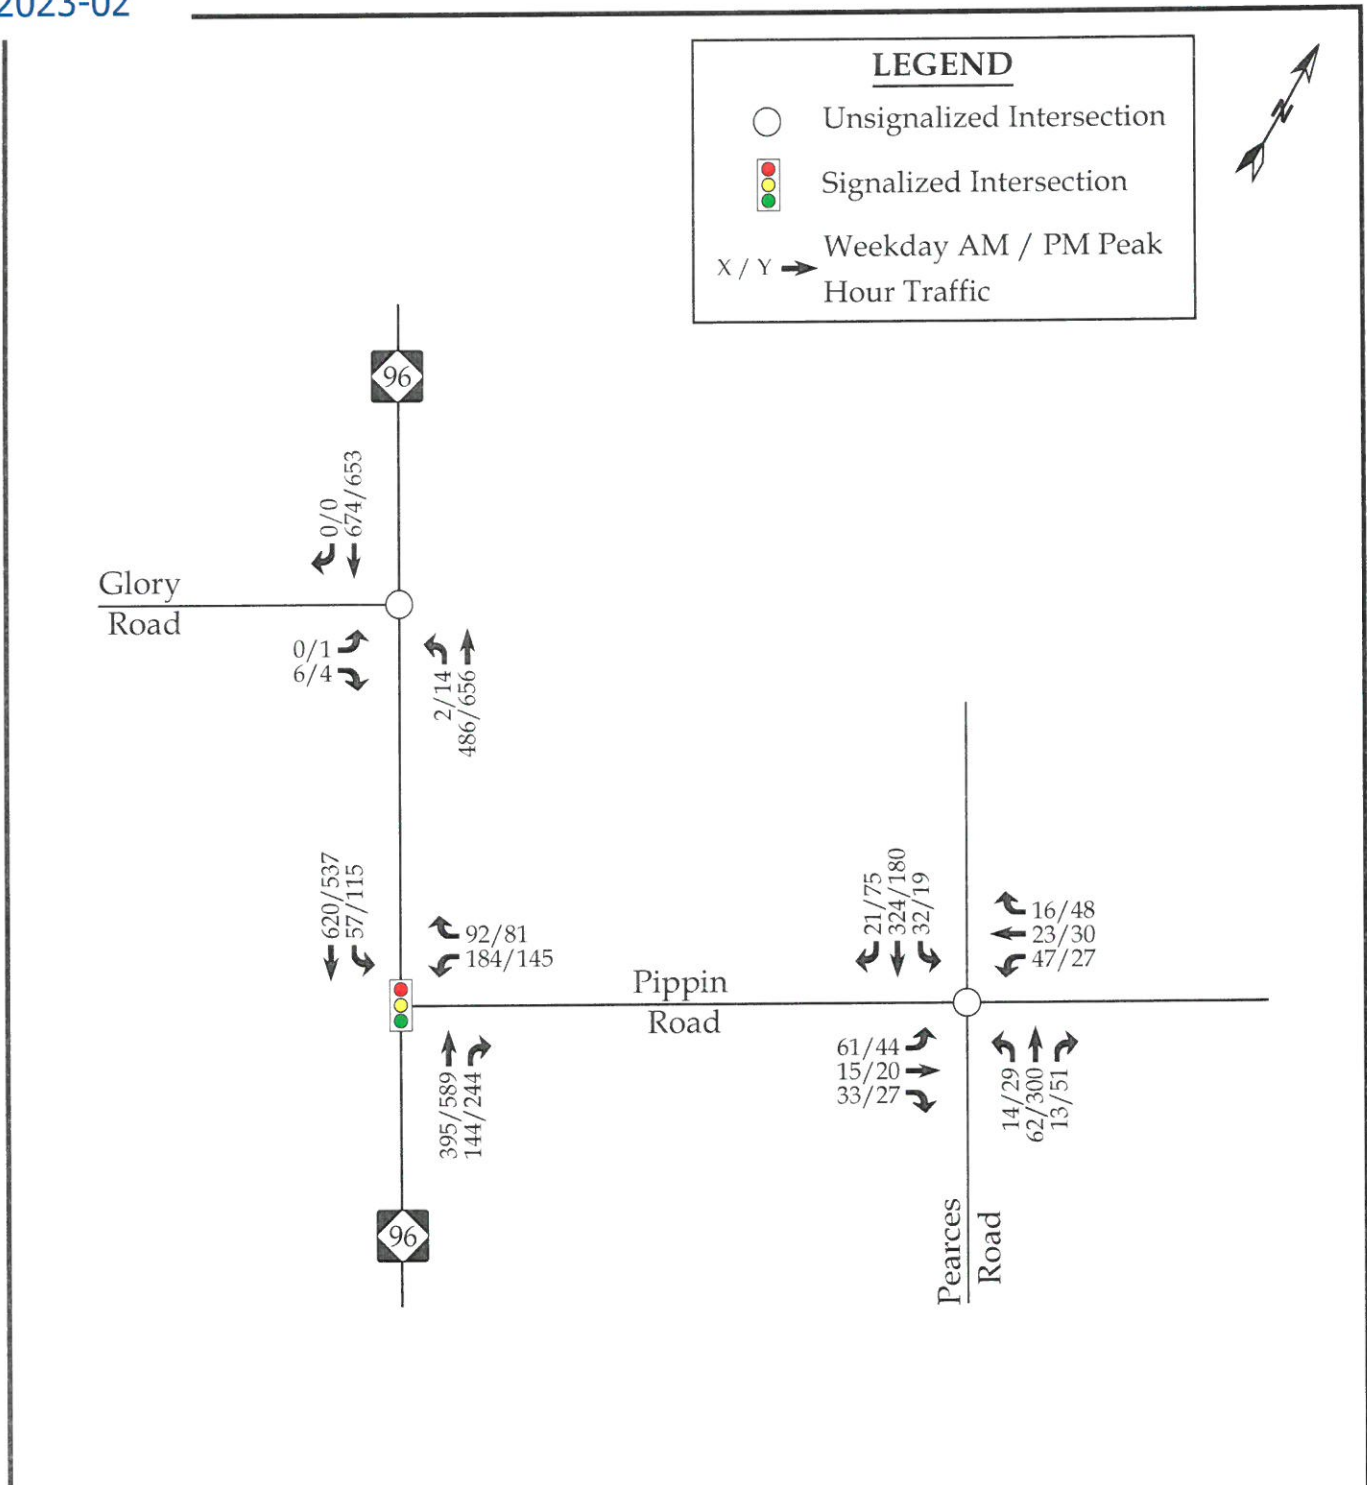 2023-02
LEGEND
Unsignalized Intersection
Signalized Intersection
X / Y
Weekday AM / PM Peak
Hour Traffic
N
96
0/0
674/653
Glory
Road
0/1
6/4
2/14
486/656
620/537
57/115
92/81
184/145
Pippin
Road
395/589
144/244
21/75
324/180
32/19
16/48
23/30
47/27
61/44
15/20
33/27
14/29
62/300
13/51
Pearces
Road
96